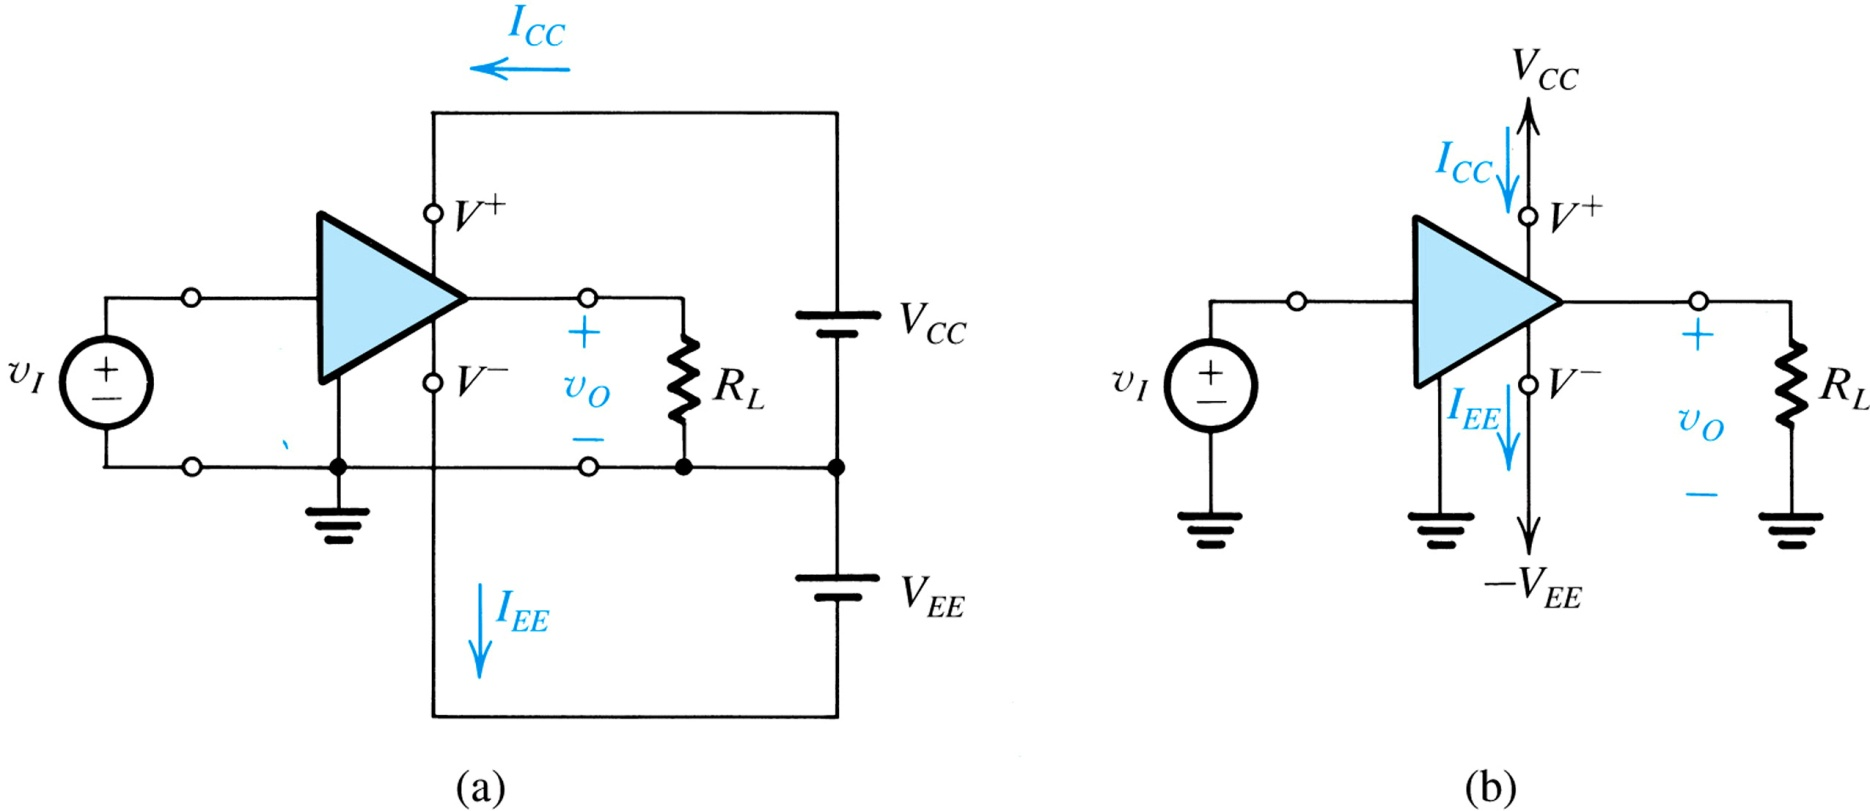 I_CC
V^+
V_CC
v_I
+
−
V^−
+
v_O
−
R_L
I_EE
V_EE
(a)
V_CC
I_CC
V^+
v_I
+
−
V^−
I_EE
+
v_O
−
R_L
−V_EE
(b)